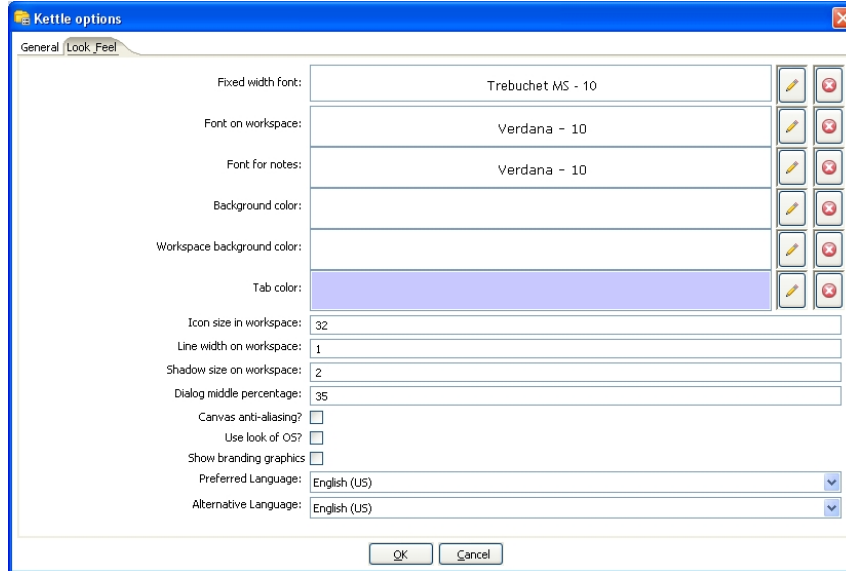 Kettle options
General Look_Feel
Fixed width font: Trebuchet MS - 10
Font on workspace: Verdana - 10
Font for notes: Verdana - 10
Background color:
Workspace background color:
Tab color:
Icon size in workspace: 32
Line width on workspace: 1
Shadow size on workspace: 2
Dialog middle percentage: 35
Canvas anti-aliasing?
Use look of OS?
Show branding graphics
Preferred Language: English (US)
Alternative Language: English (US)
OK Cancel